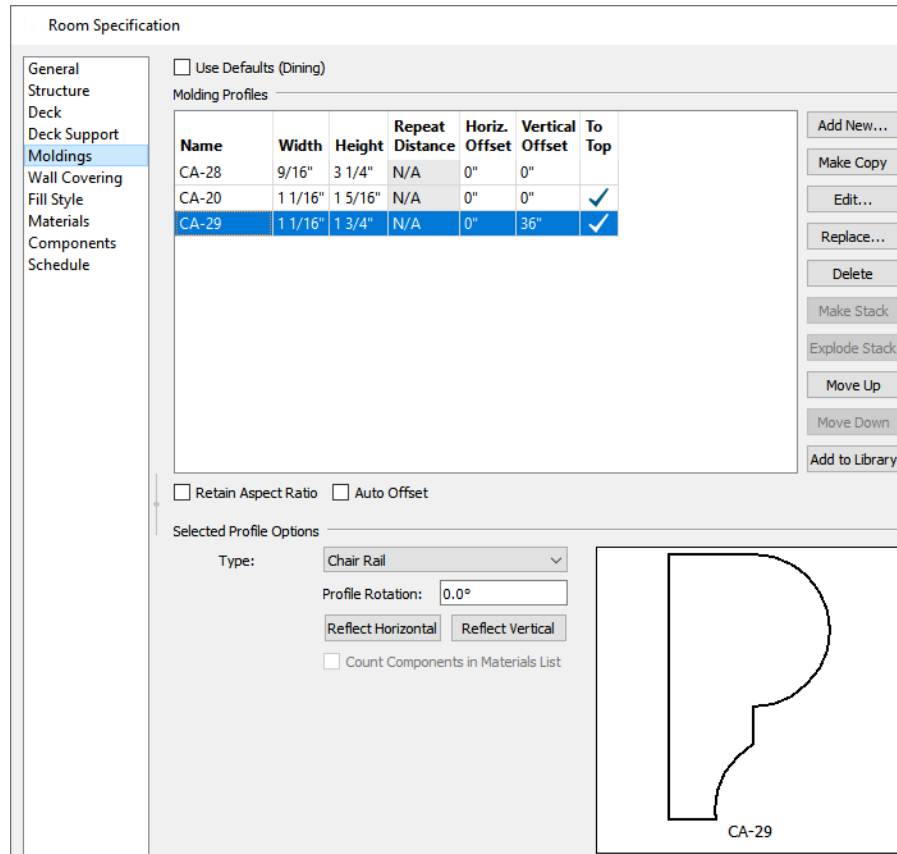 Room Specification
General
Structure
Deck
Deck Support
Moldings
Wall Covering
Fill Style
Materials
Components
Schedule
Use Defaults (Dining)
Molding Profiles
Name Width Height Repeat Distance Horiz. Offset Vertical Offset To Top
CA-28 9/16" 3 1/4" N/A 0" 0"
CA-20 1 1/16" 1 5/16" N/A 0" 0"
CA-29 1 1/16" 1 3/4" N/A 0" 36"
Add New...
Make Copy
Edit...
Replace...
Delete
Make Stack
Explode Stack
Move Up
Move Down
Add to Library
Retain Aspect Ratio Auto Offset
Selected Profile Options
Type: Chair Rail
Profile Rotation: 0.0°
Reflect Horizontal Reflect Vertical
Count Components in Materials List
CA-29